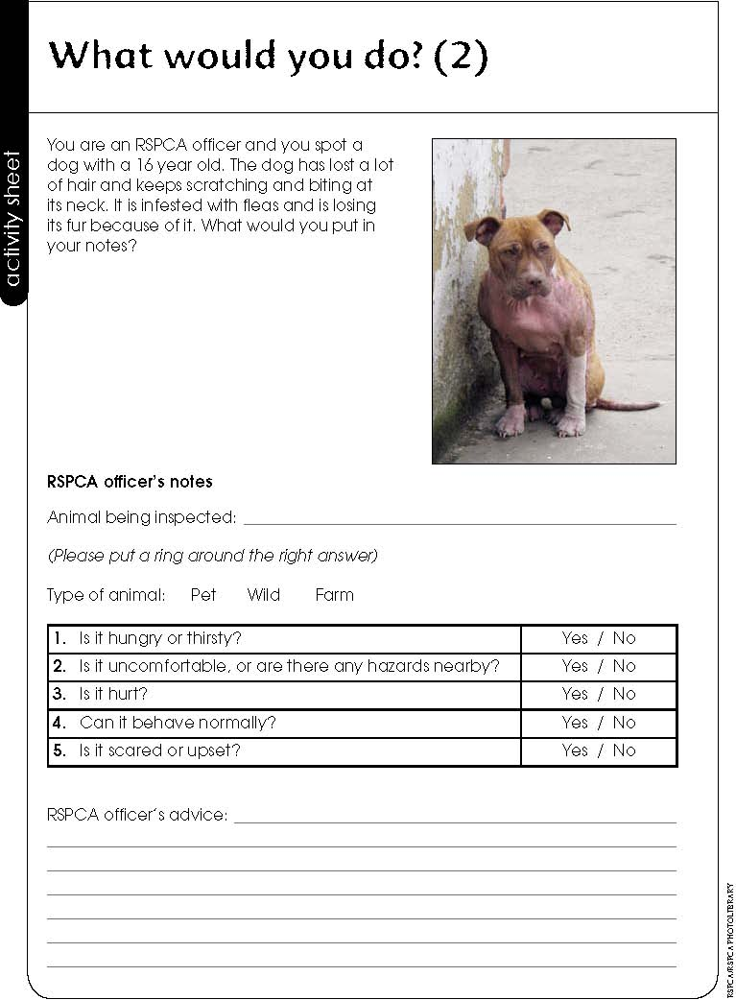 What would you do? (2)
activity sheet
You are an RSPCA officer and you spot a
dog with a 16 year old. The dog has lost a lot
of hair and keeps scratching and biting at
its neck. It is infested with fleas and is losing
its fur because of it. What would you put in
your notes?
RSPCA officer's notes
Animal being inspected:
(Please put a ring around the right answer)
Type of animal: Pet Wild Farm
1. Is it hungry or thirsty? Yes / No
2. Is it uncomfortable, or are there any hazards nearby? Yes / No
3. Is it hurt? Yes / No
4. Can it behave normally? Yes / No
5. Is it scared or upset? Yes / No
RSPCA officer´s advice:
RSPCA/RSPCA PHOTOLIBRARY